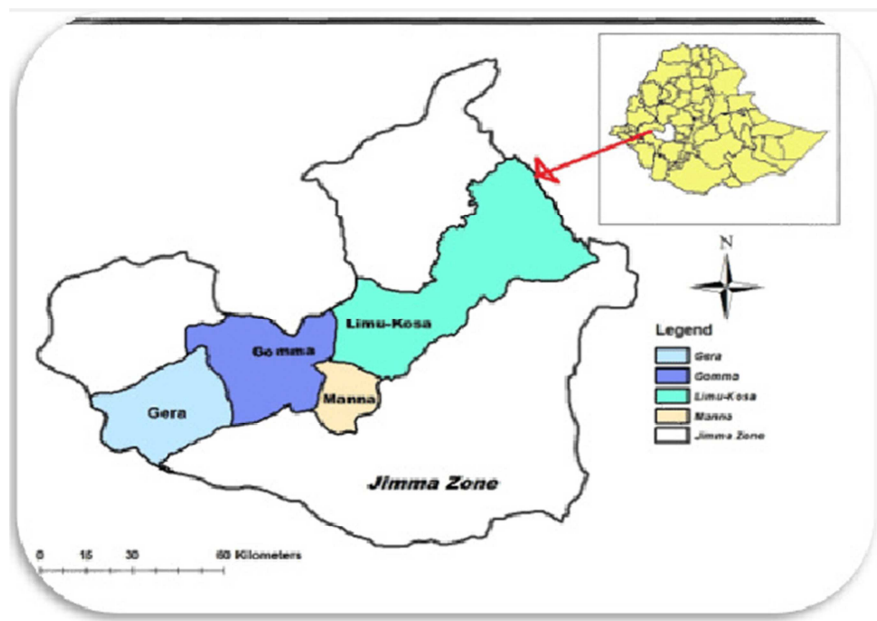 N
Limu-Kosa
Gomma
Manna
Gera
Jimma Zone
Legend
Gera
Gomma
Limu-Kosa
Manna
Jimma Zone
0 15 30 60 Kilometers